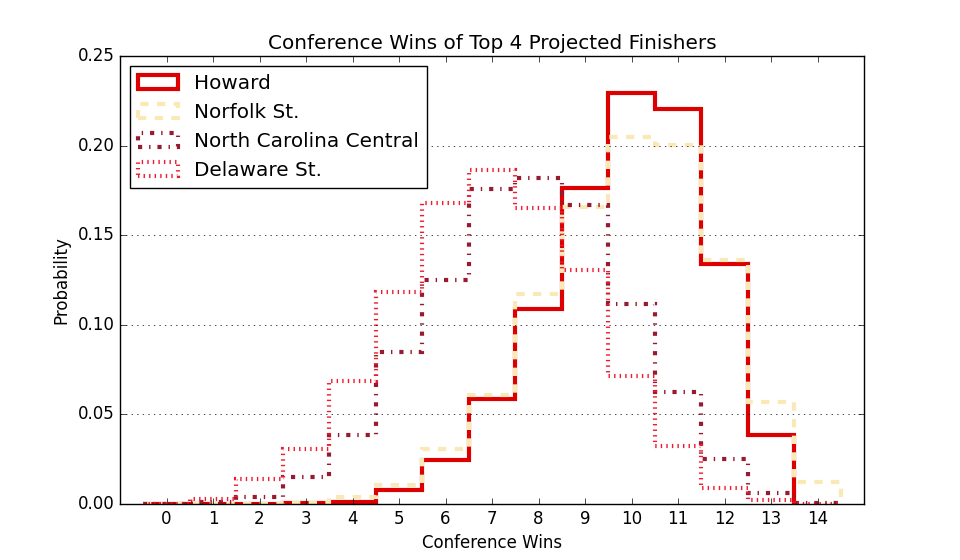 Conference Wins of Top 4 Projected Finishers
Howard
Norfolk St.
North Carolina Central
Delaware St.
Probability
0.25
0.20
0.15
0.10
0.05
0.00
0 1 2 3 4 5 6 7 8 9 10 11 12 13 14
Conference Wins